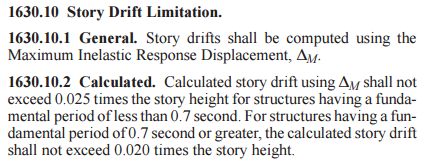 1630.10 Story Drift Limitation.
1630.10.1 General. Story drifts shall be computed using the
Maximum Inelastic Response Displacement, ΔM.
1630.10.2 Calculated. Calculated story drift using ΔM shall not
exceed 0.025 times the story height for structures having a funda-
mental period of less than 0.7 second. For structures having a fun-
damental period of 0.7 second or greater, the calculated story drift
shall not exceed 0.020 times the story height.